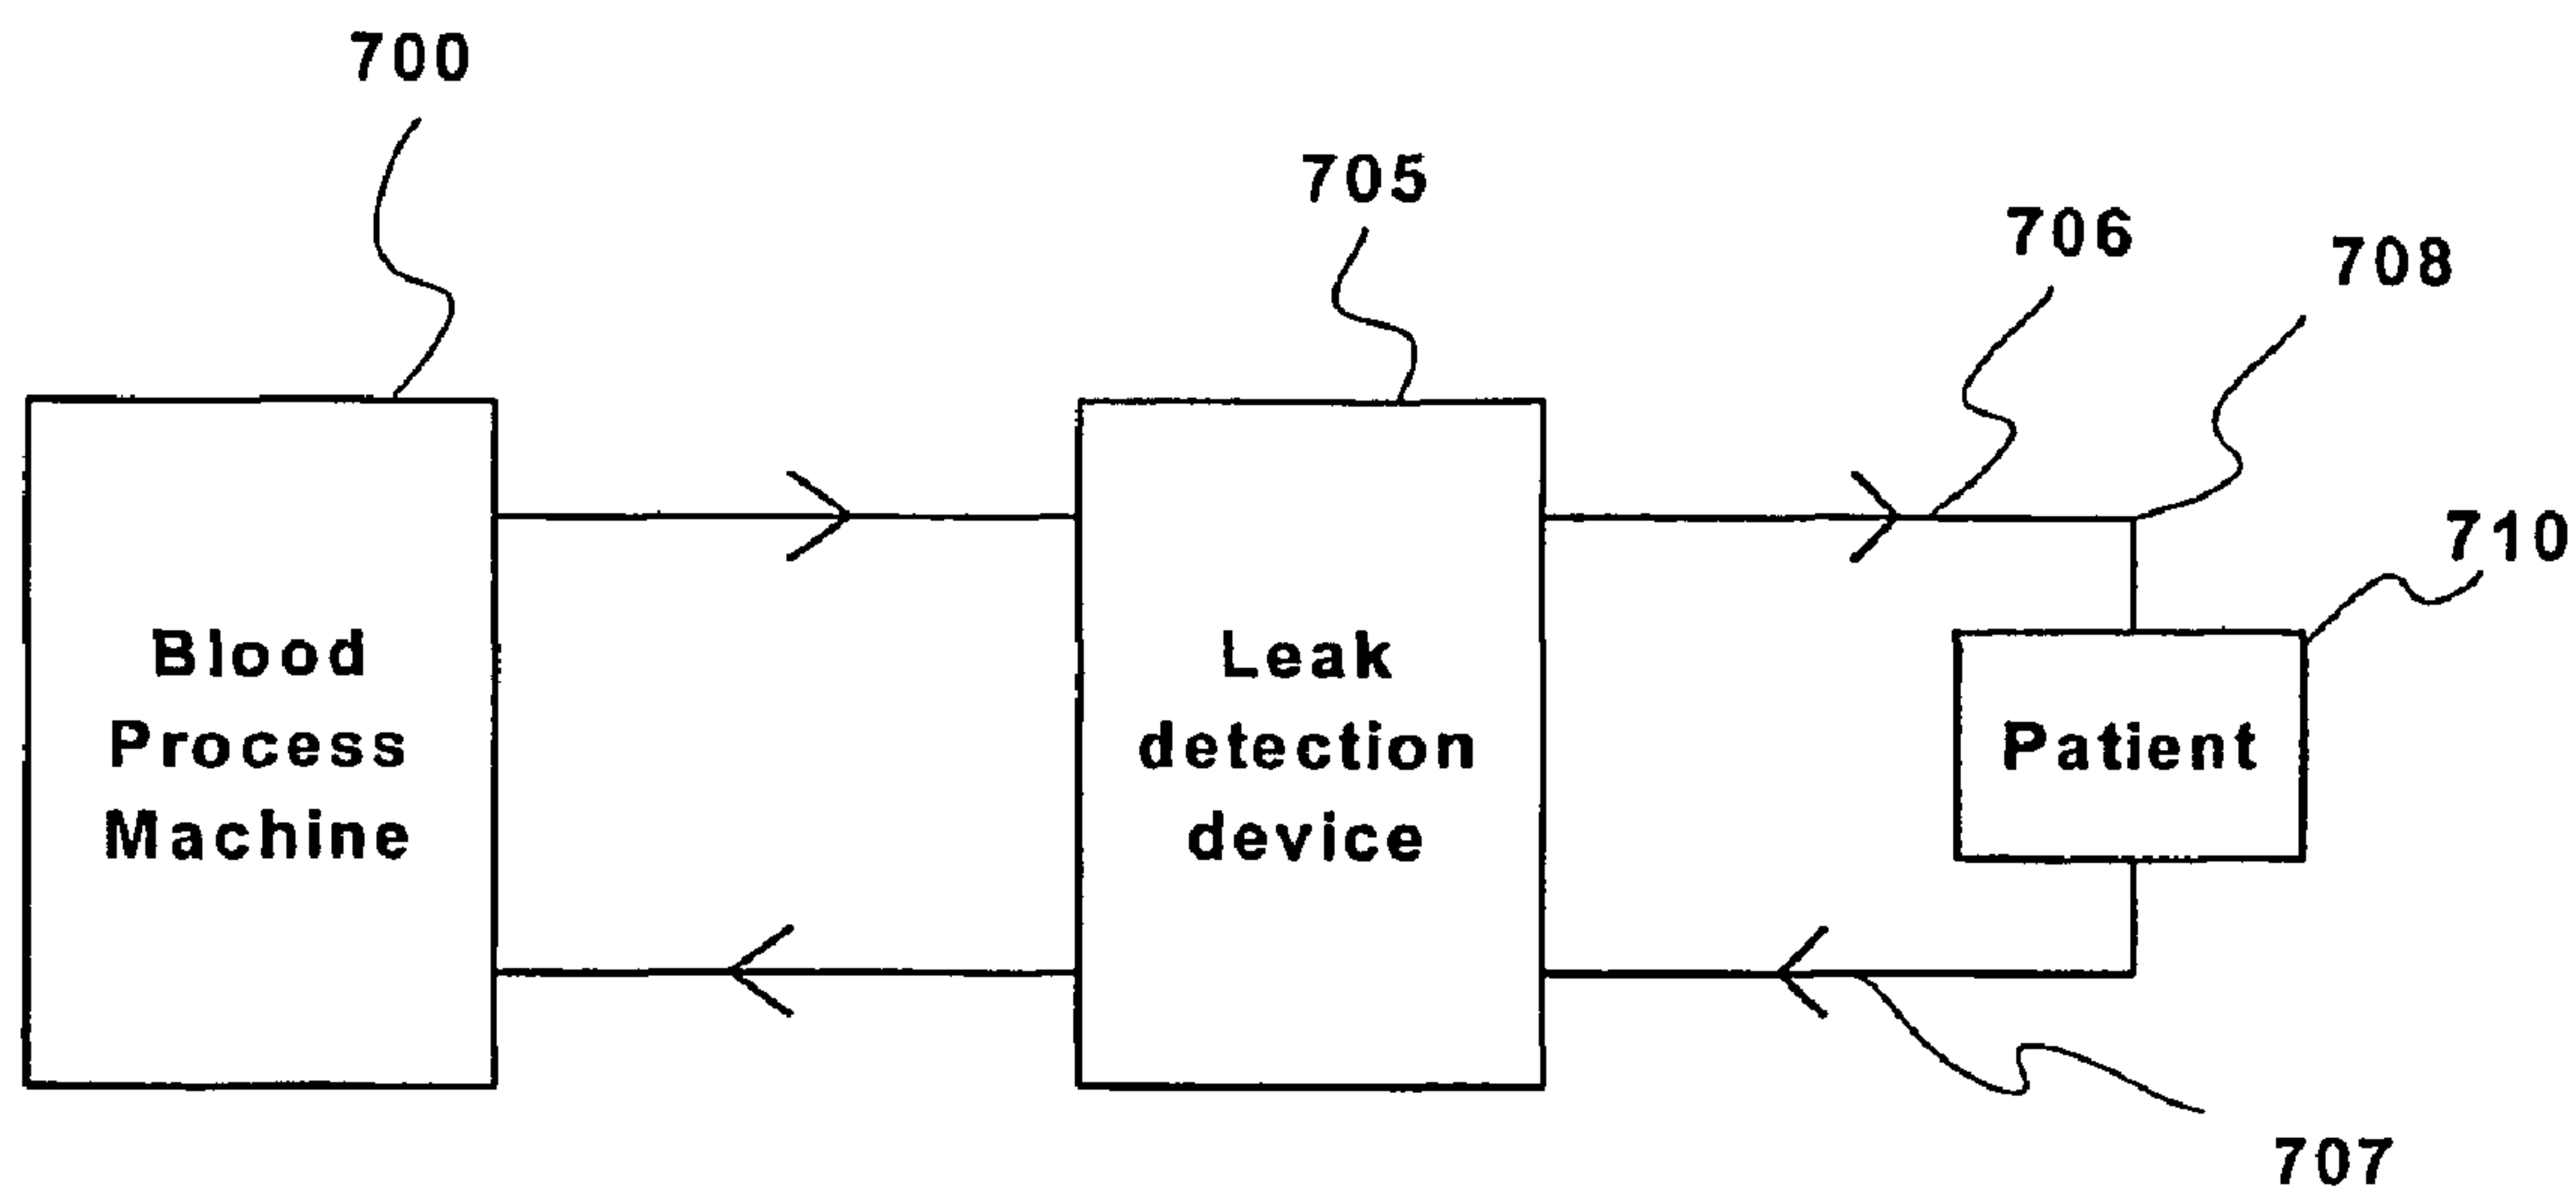 700
705
706
708
710
Blood
Process
Machine
Leak
detection
device
Patient
707